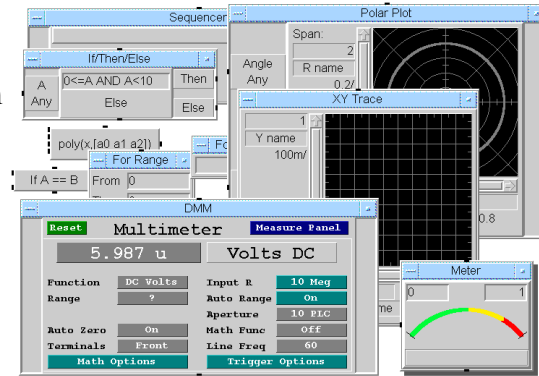 Sequencer
Polar Plot
Span:
2
Angle
Any
R name
0.2/
If/Then/Else
A
Any
0<=A AND A<10
Then
Else
Else
XY Trace
1
Y name
100m/
poly(x,[a0 a1 a2])
For Range
If A == B
From 0
0.8
DMM
Reset
Multimeter
Measure Panel
5.987 u
Volts DC
Function DC Volts
Input R 10 Meg
Range ?
Auto Range On
Aperture 10 PLC
Auto Zero On
Math Func Off
Terminals Front
Line Freq 60
Math Options
Trigger Options
Meter
0
1